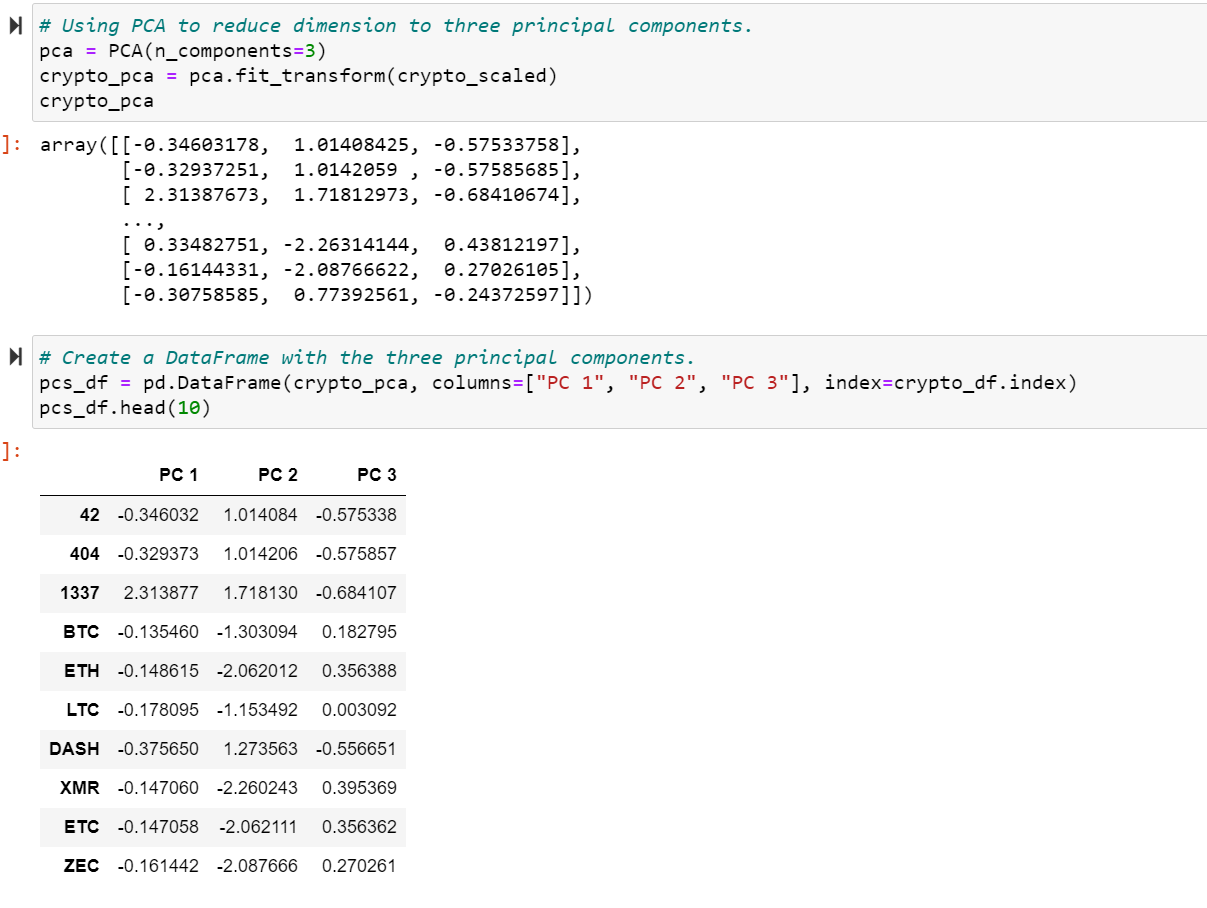 # Using PCA to reduce dimension to three principal components.
pca = PCA(n_components=3)
crypto_pca = pca.fit_transform(crypto_scaled)
crypto_pca
]: array([[-0.34603178,  1.01408425, -0.57533758],
       [-0.32937251,  1.0142059 , -0.57585685],
       [ 2.31387673,  1.71812973, -0.68410674],
       ...,
       [ 0.33482751, -2.26314144,  0.43812197],
       [-0.16144331, -2.08766622,  0.27026105],
       [-0.30758585,  0.77392561, -0.24372597]])
# Create a DataFrame with the three principal components.
pcs_df = pd.DataFrame(crypto_pca, columns=["PC 1", "PC 2", "PC 3"], index=crypto_df.index)
pcs_df.head(10)
]:
PC 1 PC 2 PC 3
42 -0.346032 1.014084 -0.575338
404 -0.329373 1.014206 -0.575857
1337 2.313877 1.718130 -0.684107
BTC -0.135460 -1.303094 0.182795
ETH -0.148615 -2.062012 0.356388
LTC -0.178095 -1.153492 0.003092
DASH -0.375650 1.273563 -0.556651
XMR -0.147060 -2.260243 0.395369
ETC -0.147058 -2.062111 0.356362
ZEC -0.161442 -2.087666 0.270261